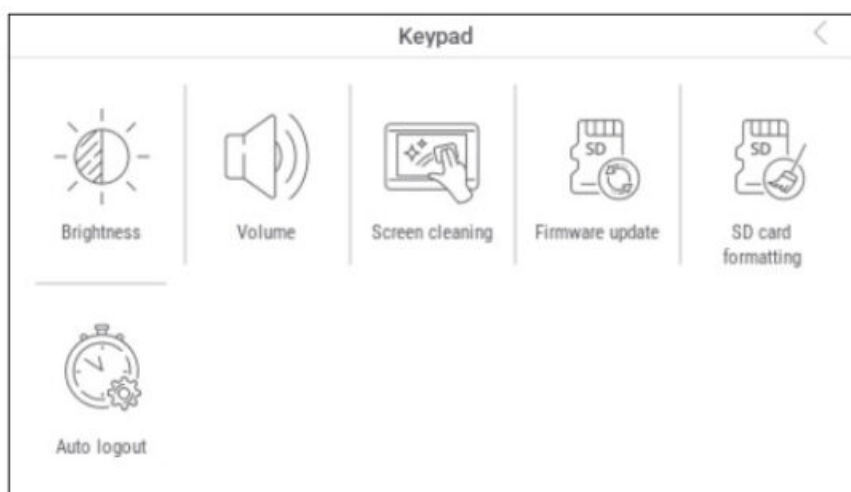 Keypad
SD
SD
Brightness
Volume
Screen cleaning
Firmware update
SD card
formatting
Auto logout